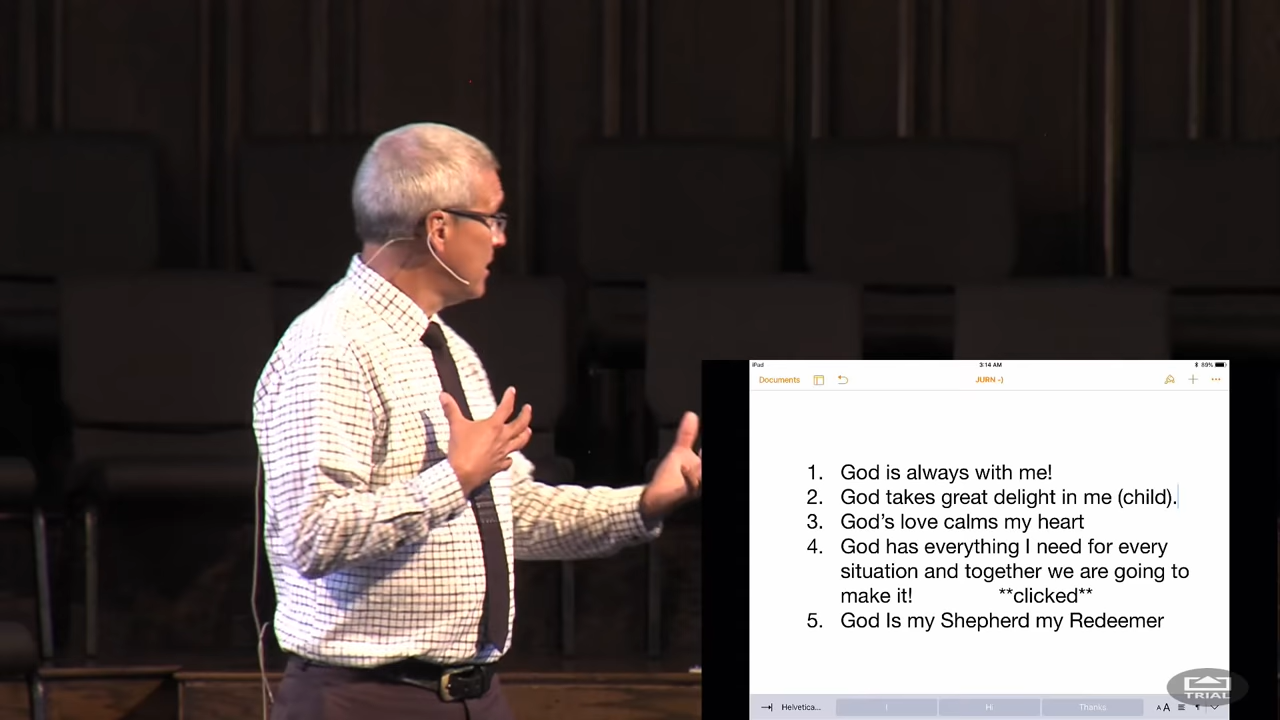 iPad 3:14 AM 89%
Documents JURN -)
1. God is always with me!
2. God takes great delight in me (child).
3. God's love calms my heart
4. God has everything I need for every
situation and together we are going to
make it! **clicked**
5. God Is my Shepherd my Redeemer
TRIAL
Helvetica... I Hi Thanks A A